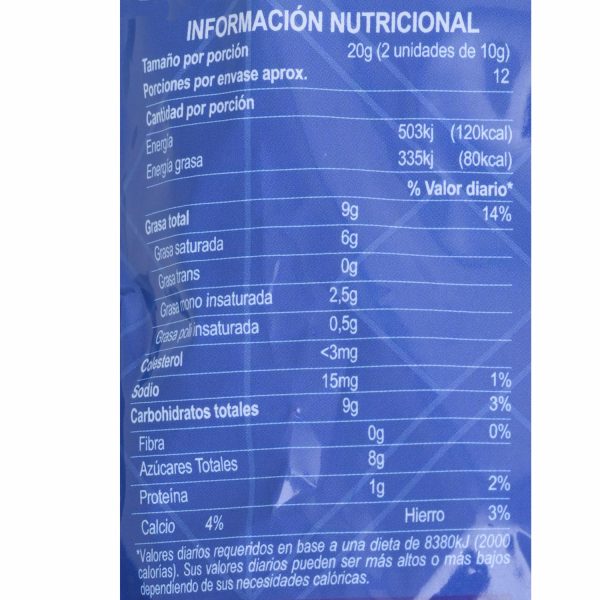 INFORMACIÓN NUTRICIONAL
Tamaño por porción 20g (2 unidades de 10g)
Porciones por envase aprox. 12
Cantidad por porción
Energía 503kj (120kcal)
Energía grasa 335kj (80kcal)
% Valor diario*
Grasa total 9g 14%
Grasa saturada 6g
Grasa trans 0g
Grasa mono insaturada 2,5g
Grasa poli insaturada 0,5g
Colesterol <3mg
Sodio 15mg 1%
Carbohidratos totales 9g 3%
Fibra 0g 0%
Azúcares Totales 8g
Proteína 1g 2%
Calcio 4% Hierro 3%
*Valores diarios requeridos en base a una dieta de 8380kJ (2000
calorías). Sus valores diarios pueden ser más altos o más bajos
dependiendo de sus necesidades calóricas.